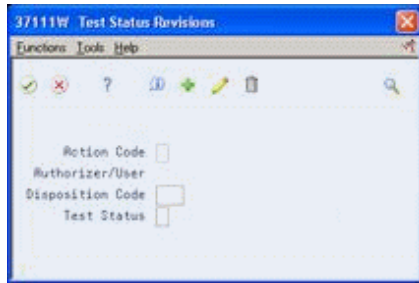 37111W Test Status Revisions
Functions Tools Help
Action Code
Authorizer/User
Disposition Code
Test Status